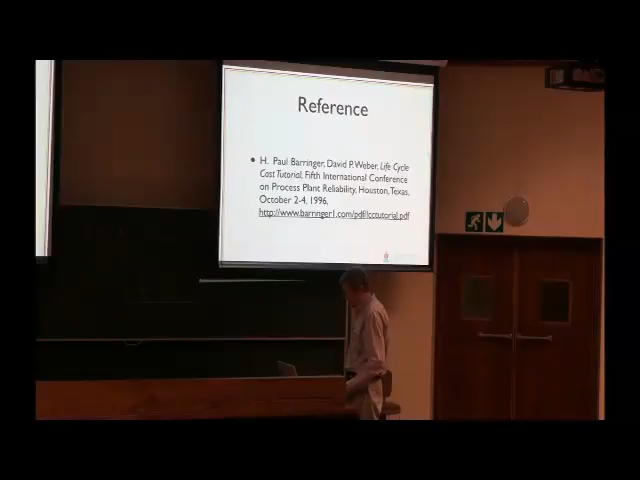 Reference
• H. Paul Barringer, David P. Weber, Life Cycle
Cost Tutorial, Fifth International Conference
on Process Plant Reliability, Houston, Texas,
October 2-4, 1996,
http://www.barringer1.com/pdf/lcctutorial.pdf